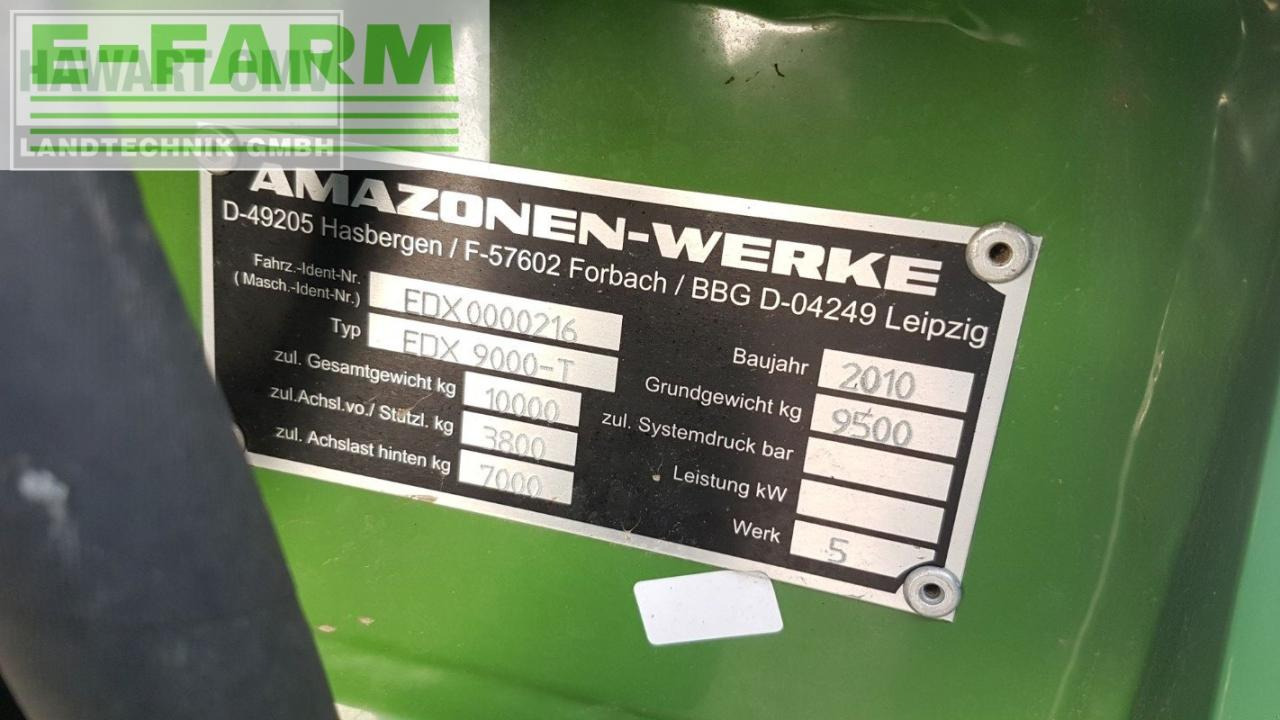 E-FARM
HAWART OMV
LANDTECHNIK GMBH
AMAZONEN-WERKE
D-49205 Hasbergen / F-57602 Forbach / BBG D-04249 Leipzig
Fahrz.-Ident-Nr.
(Masch.-Ident-Nr.) EDX0000216
Typ EDX 9000-T
zul. Gesamtgewicht kg 10000
zul.Achsl.vo./ Stützl. kg 3800
zul. Achslast hinten kg 7000
Baujahr 2010
Grundgewicht kg 9500
zul. Systemdruck bar
Leistung kW
Werk 5